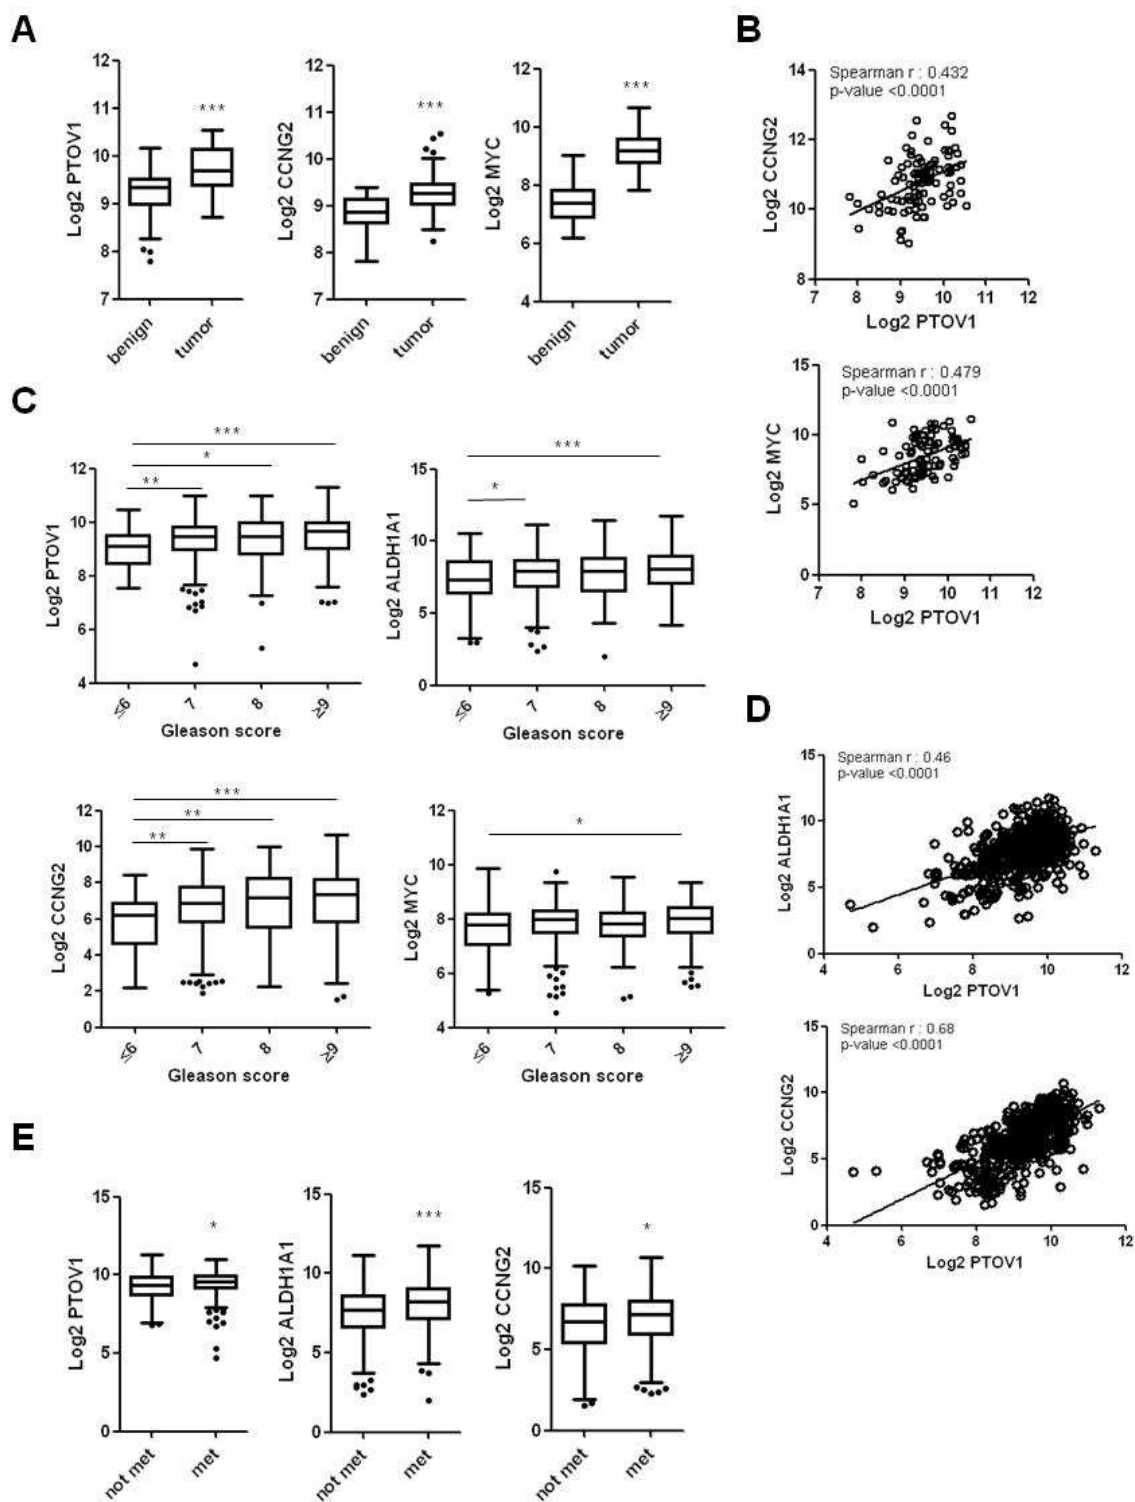 A
12
11
10
9
8
7
Log2 PTOV1
***
benign
tumor
12
11
10
9
8
7
Log2 CCNG2
***
benign
tumor
12
10
8
6
4
Log2 MYC
***
benign
tumor
B
Spearman r : 0.432
p-value <0.0001
14
12
10
8
Log2 CCNG2
7 8 9 10 11 12
Log2 PTOV1
Spearman r : 0.479
p-value <0.0001
15
10
5
0
Log2 MYC
7 8 9 10 11 12
Log2 PTOV1
C
***
*
**
12
10
8
6
4
Log2 PTOV1
≤6 7 8 ≥9
Gleason score
***
*
15
10
5
0
Log2 ALDH1A1
≤6 7 8 ≥9
Gleason score
***
**
**
12
10
8
6
4
2
0
Log2 CCNG2
≤6 7 8 ≥9
Gleason score
*
12
10
8
6
4
Log2 MYC
≤6 7 8 ≥9
Gleason score
D
Spearman r : 0.46
p-value <0.0001
15
10
5
0
Log2 ALDH1A1
4 6 8 10 12
Log2 PTOV1
Spearman r : 0.68
p-value <0.0001
15
10
5
0
Log2 CCNG2
4 6 8 10 12
Log2 PTOV1
E
15
10
5
0
Log2 PTOV1
*
not met
met
15
10
5
0
Log2 ALDH1A1
***
not met
met
15
10
5
0
Log2 CCNG2
*
not met
met